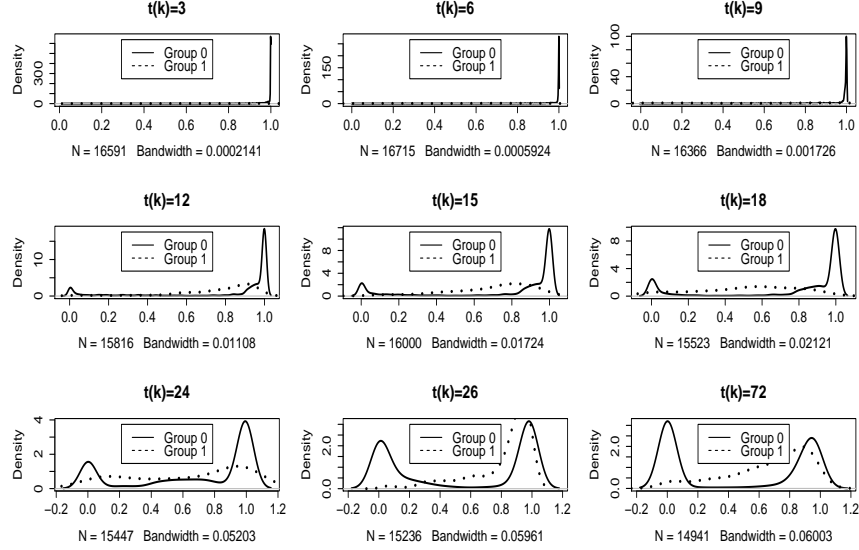 t(k)=3 t(k)=6 t(k)=9
Density 0 300 Group 0 Group 1 0.0 0.2 0.4 0.6 0.8 1.0 N = 16591 Bandwidth = 0.0002141
Density 0 150 Group 0 Group 1 0.0 0.2 0.4 0.6 0.8 1.0 N = 16715 Bandwidth = 0.0005924
Density 0 40 100 Group 0 Group 1 0.0 0.2 0.4 0.6 0.8 1.0 N = 16366 Bandwidth = 0.001726
t(k)=12 t(k)=15 t(k)=18
Density 0 10 Group 0 Group 1 0.0 0.2 0.4 0.6 0.8 1.0 N = 15816 Bandwidth = 0.01108
Density 0 4 8 Group 0 Group 1 0.0 0.2 0.4 0.6 0.8 1.0 N = 16000 Bandwidth = 0.01724
Density 0 4 8 Group 0 Group 1 0.0 0.2 0.4 0.6 0.8 1.0 N = 15523 Bandwidth = 0.02121
t(k)=24 t(k)=26 t(k)=72
Density 0 2 4 Group 0 Group 1 −0.2 0.0 0.2 0.4 0.6 0.8 1.0 1.2 N = 15447 Bandwidth = 0.05203
Density 0.0 2.0 Group 0 Group 1 −0.2 0.0 0.2 0.4 0.6 0.8 1.0 1.2 N = 15236 Bandwidth = 0.05961
Density 0.0 2.0 Group 0 Group 1 −0.2 0.0 0.2 0.4 0.6 0.8 1.0 1.2 N = 14941 Bandwidth = 0.06003